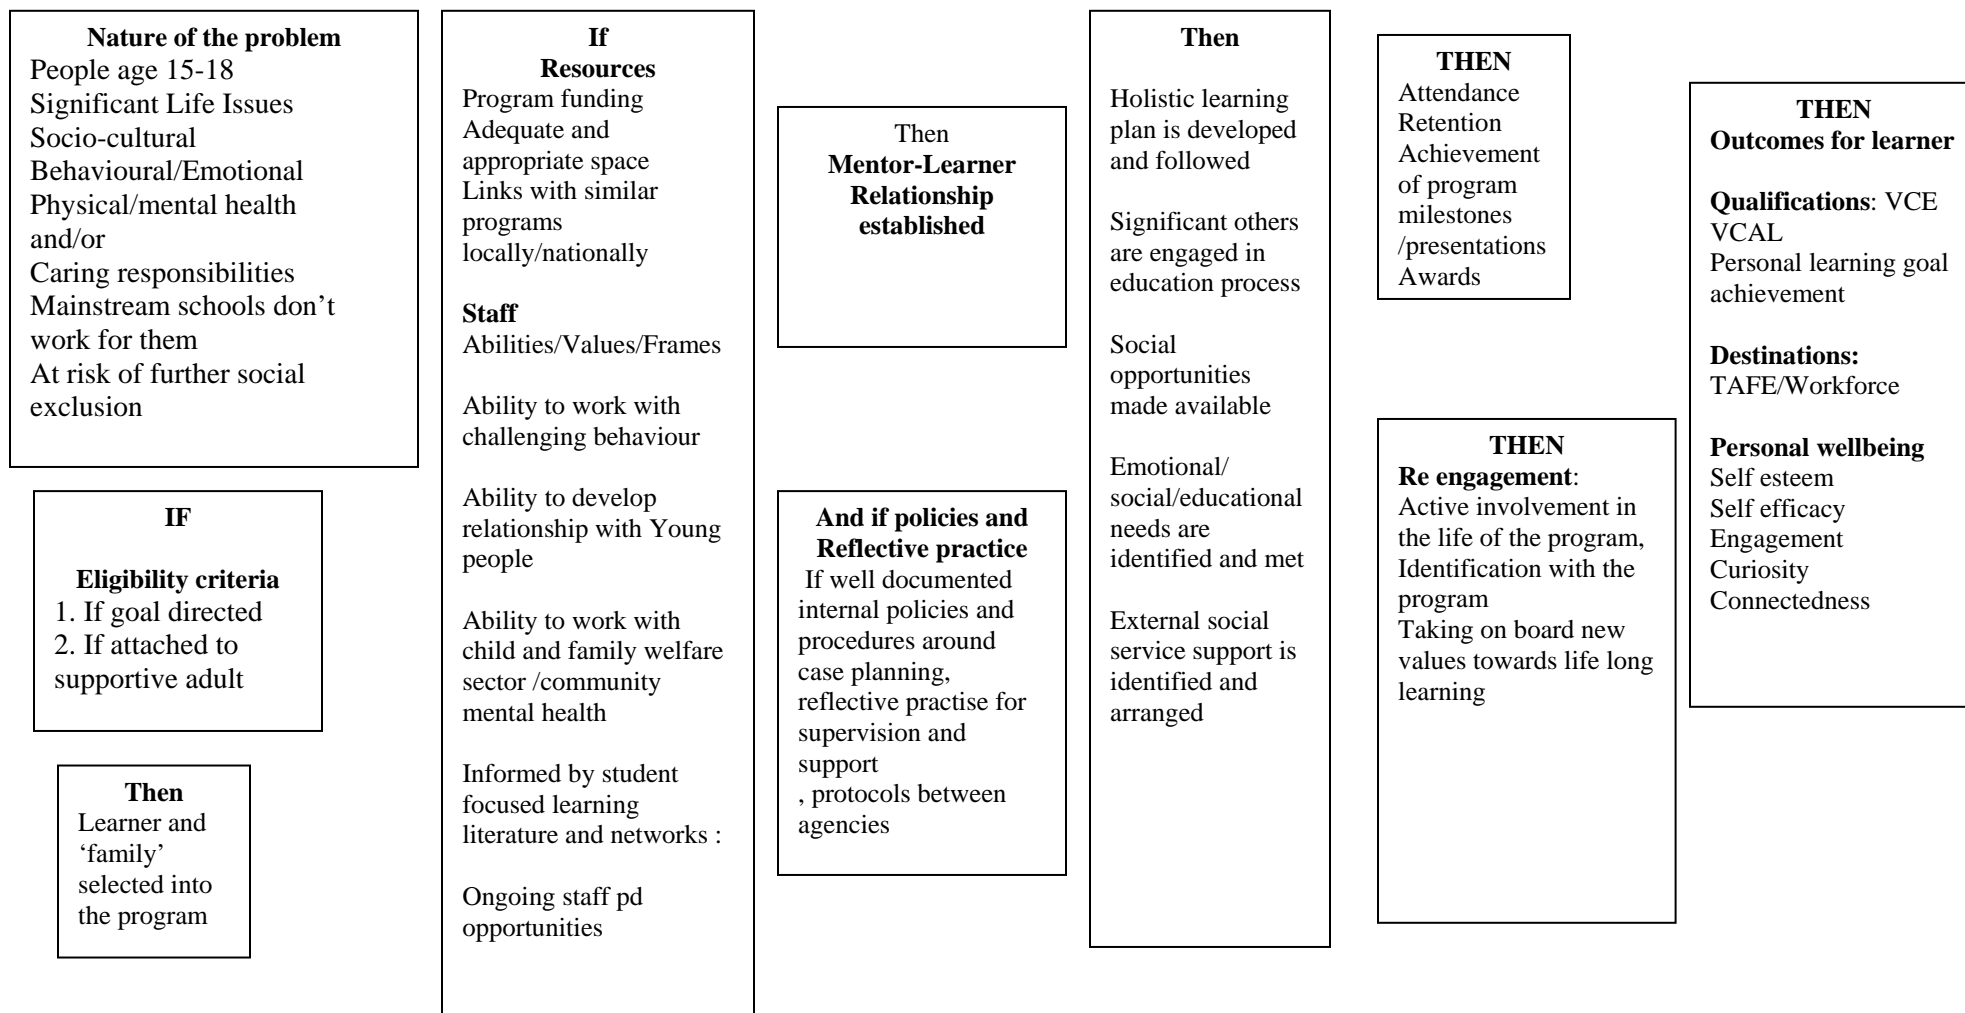 Nature of the problem
People age 15-18
Significant Life Issues
Socio-cultural
Behavioural/Emotional
Physical/mental health
and/or
Caring responsibilities
Mainstream schools don’t
work for them
At risk of further social
exclusion
IF
Eligibility criteria
1. If goal directed
2. If attached to
supportive adult
Then
Learner and
‘family’
selected into
the program
If
Resources
Program funding
Adequate and
appropriate space
Links with similar
programs
locally/nationally
Staff
Abilities/Values/Frames
Ability to work with
challenging behaviour
Ability to develop
relationship with Young
people
Ability to work with
child and family welfare
sector /community
mental health
Informed by student
focused learning
literature and networks :
Ongoing staff pd
opportunities
Then
Mentor-Learner
Relationship
established
And if policies and
Reflective practice
If well documented
internal policies and
procedures around
case planning,
reflective practise for
supervision and
support
, protocols between
agencies
Then
Holistic learning
plan is developed
and followed
Significant others
are engaged in
education process
Social
opportunities
made available
Emotional/
social/educational
needs are
identified and met
External social
service support is
identified and
arranged
THEN
Attendance
Retention
Achievement
of program
milestones
/presentations
Awards
THEN
Re engagement:
Active involvement in
the life of the program,
Identification with the
program
Taking on board new
values towards life long
learning
THEN
Outcomes for learner
Qualifications: VCE
VCAL
Personal learning goal
achievement
Destinations:
TAFE/Workforce
Personal wellbeing
Self esteem
Self efficacy
Engagement
Curiosity
Connectedness